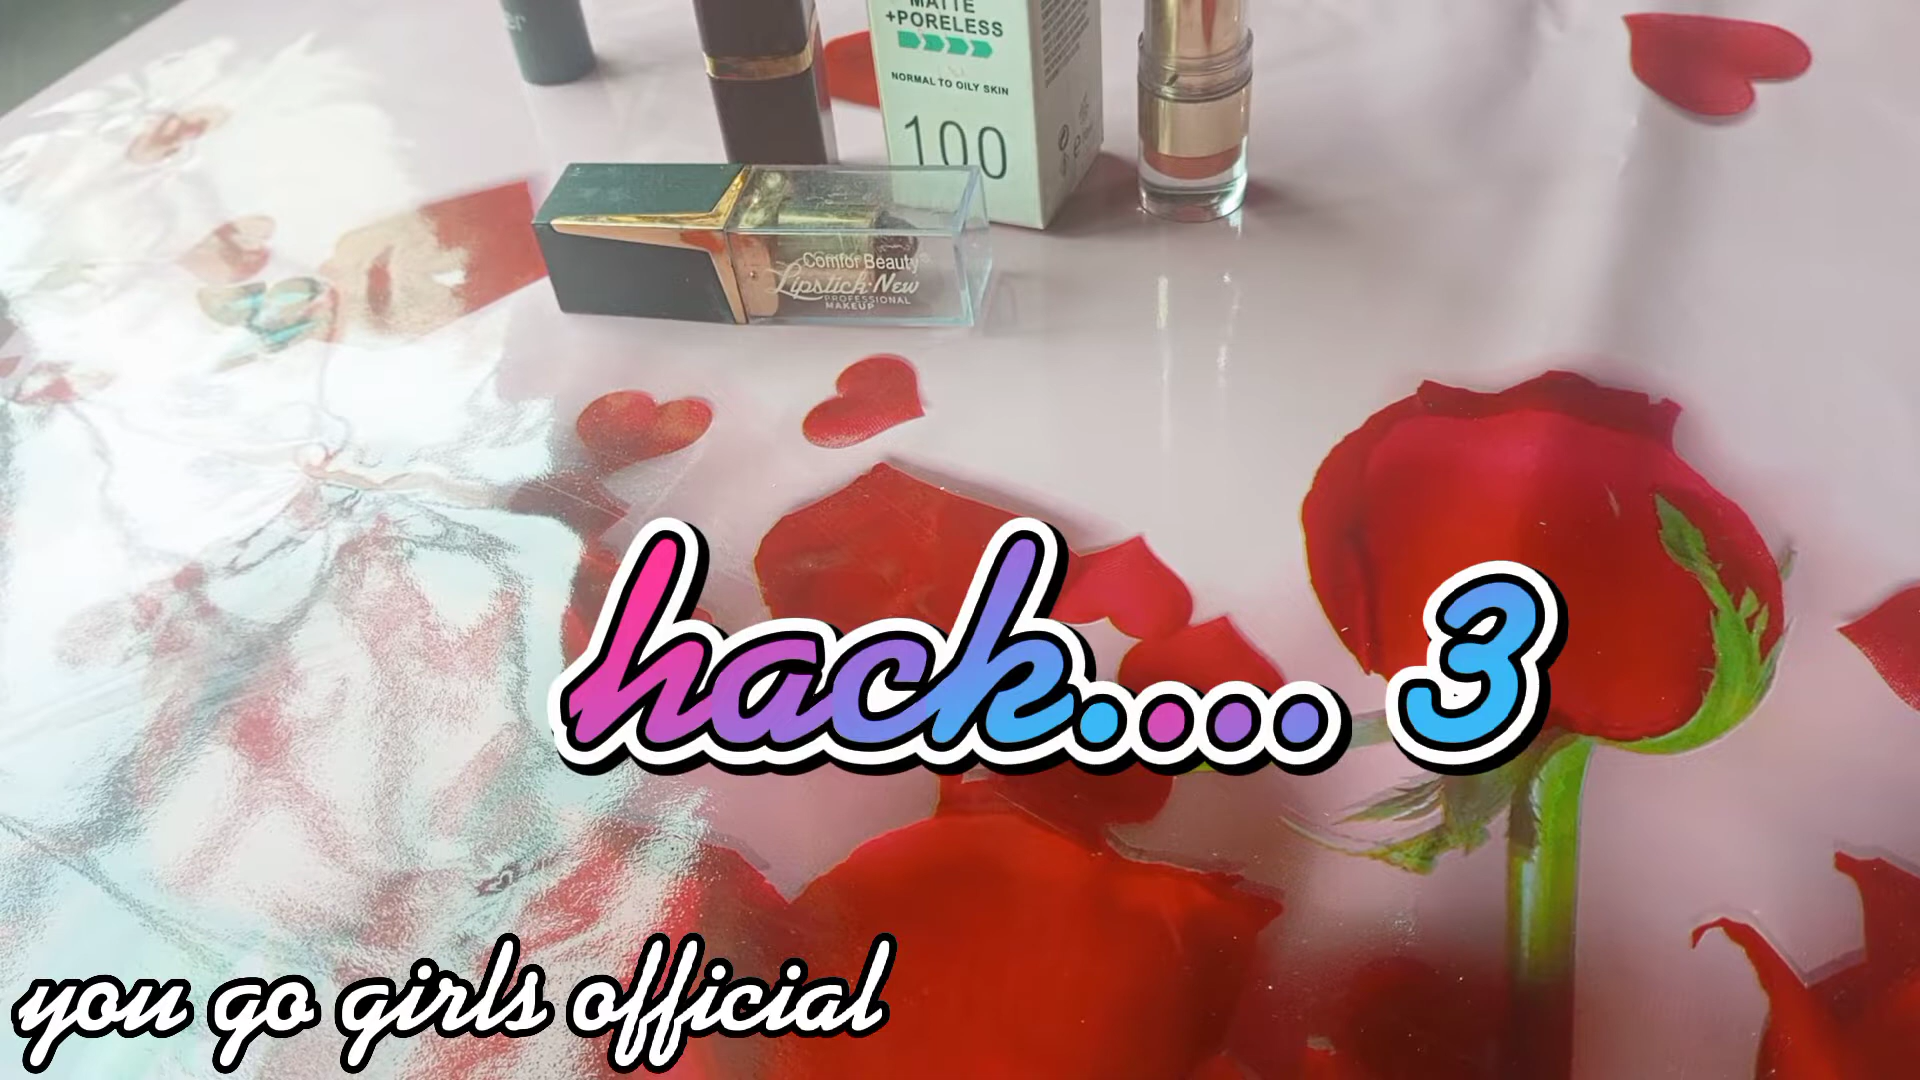 MATTE
+PORELESS
NORMAL TO OILY SKIN
100
Comfor Beauty
Lipstick·New
PROFESSIONAL
MAKEUP
hack.... 3
you go girls official